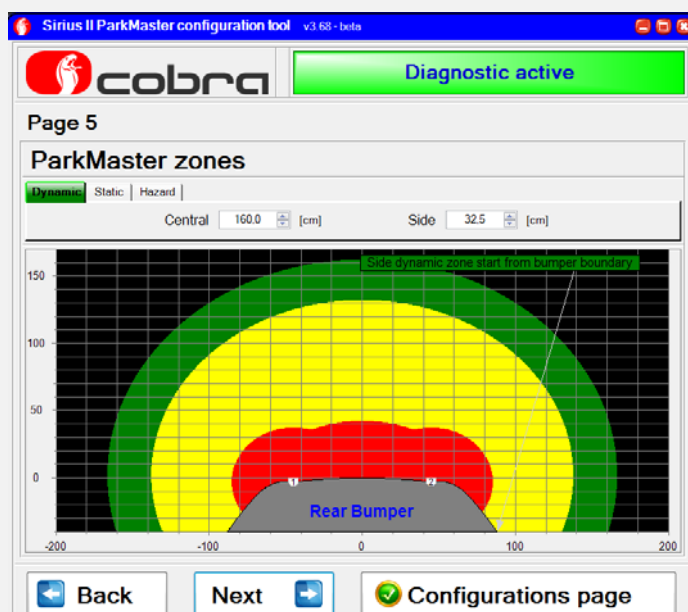 Sirius II ParkMaster configuration tool v3.68 - beta
cobra
Diagnostic active
Page 5
ParkMaster zones
Dynamic Static Hazard
Central 160.0 [cm] Side 32.5 [cm]
Side dynamic zone start from bumper boundary
150
100
50
0
1 2
Rear Bumper
-200 -100 0 100 200
Back Next Configurations page